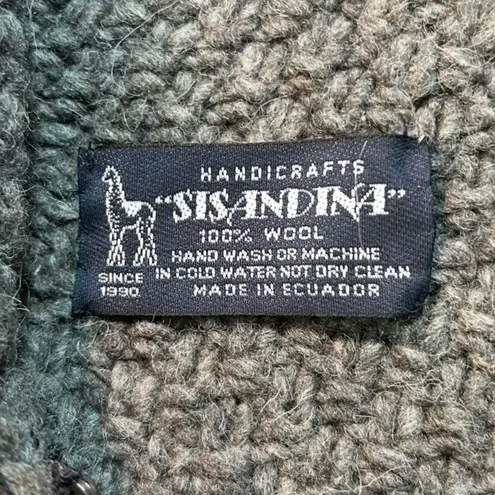 HANDICRAFTS
"SISANDINA"
100% WOOL
HAND WASH OR MACHINE
IN COLD WATER NOT DRY CLEAN
MADE IN ECUADOR
SINCE
1990